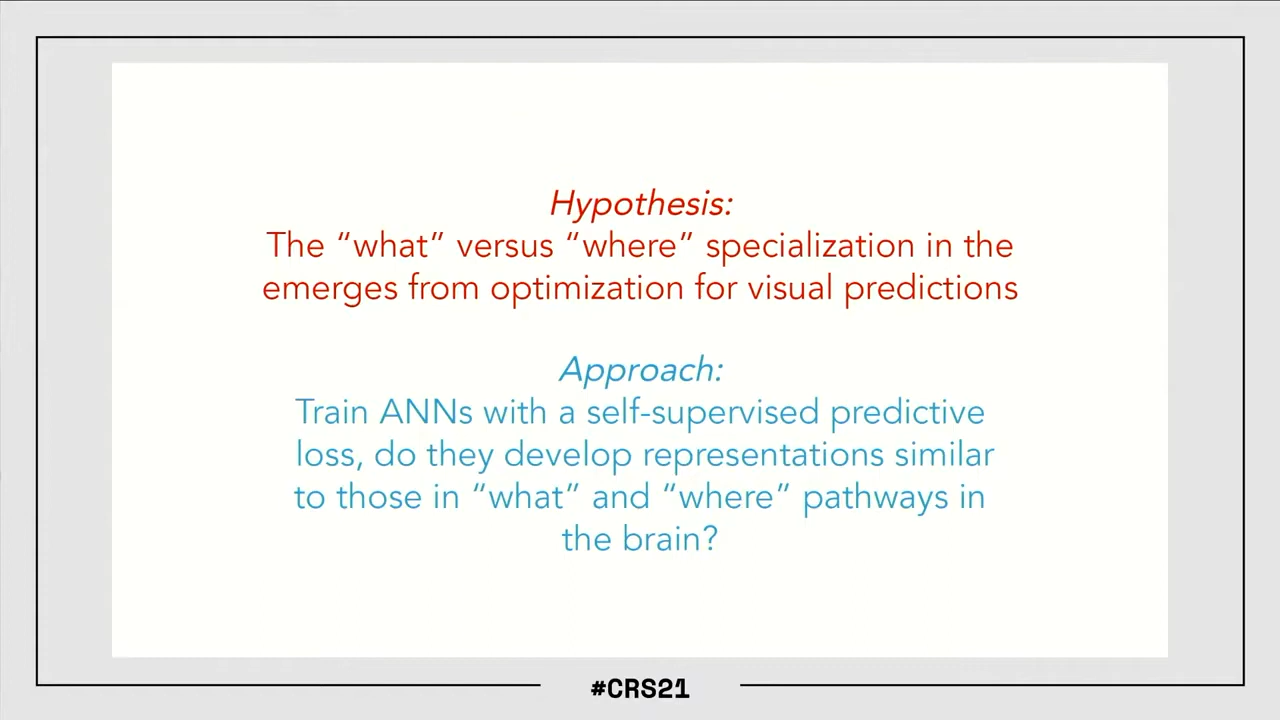 Hypothesis:
The “what” versus “where” specialization in the
emerges from optimization for visual predictions
Approach:
Train ANNs with a self-supervised predictive
loss, do they develop representations similar
to those in “what” and “where” pathways in
the brain?
#CRS21